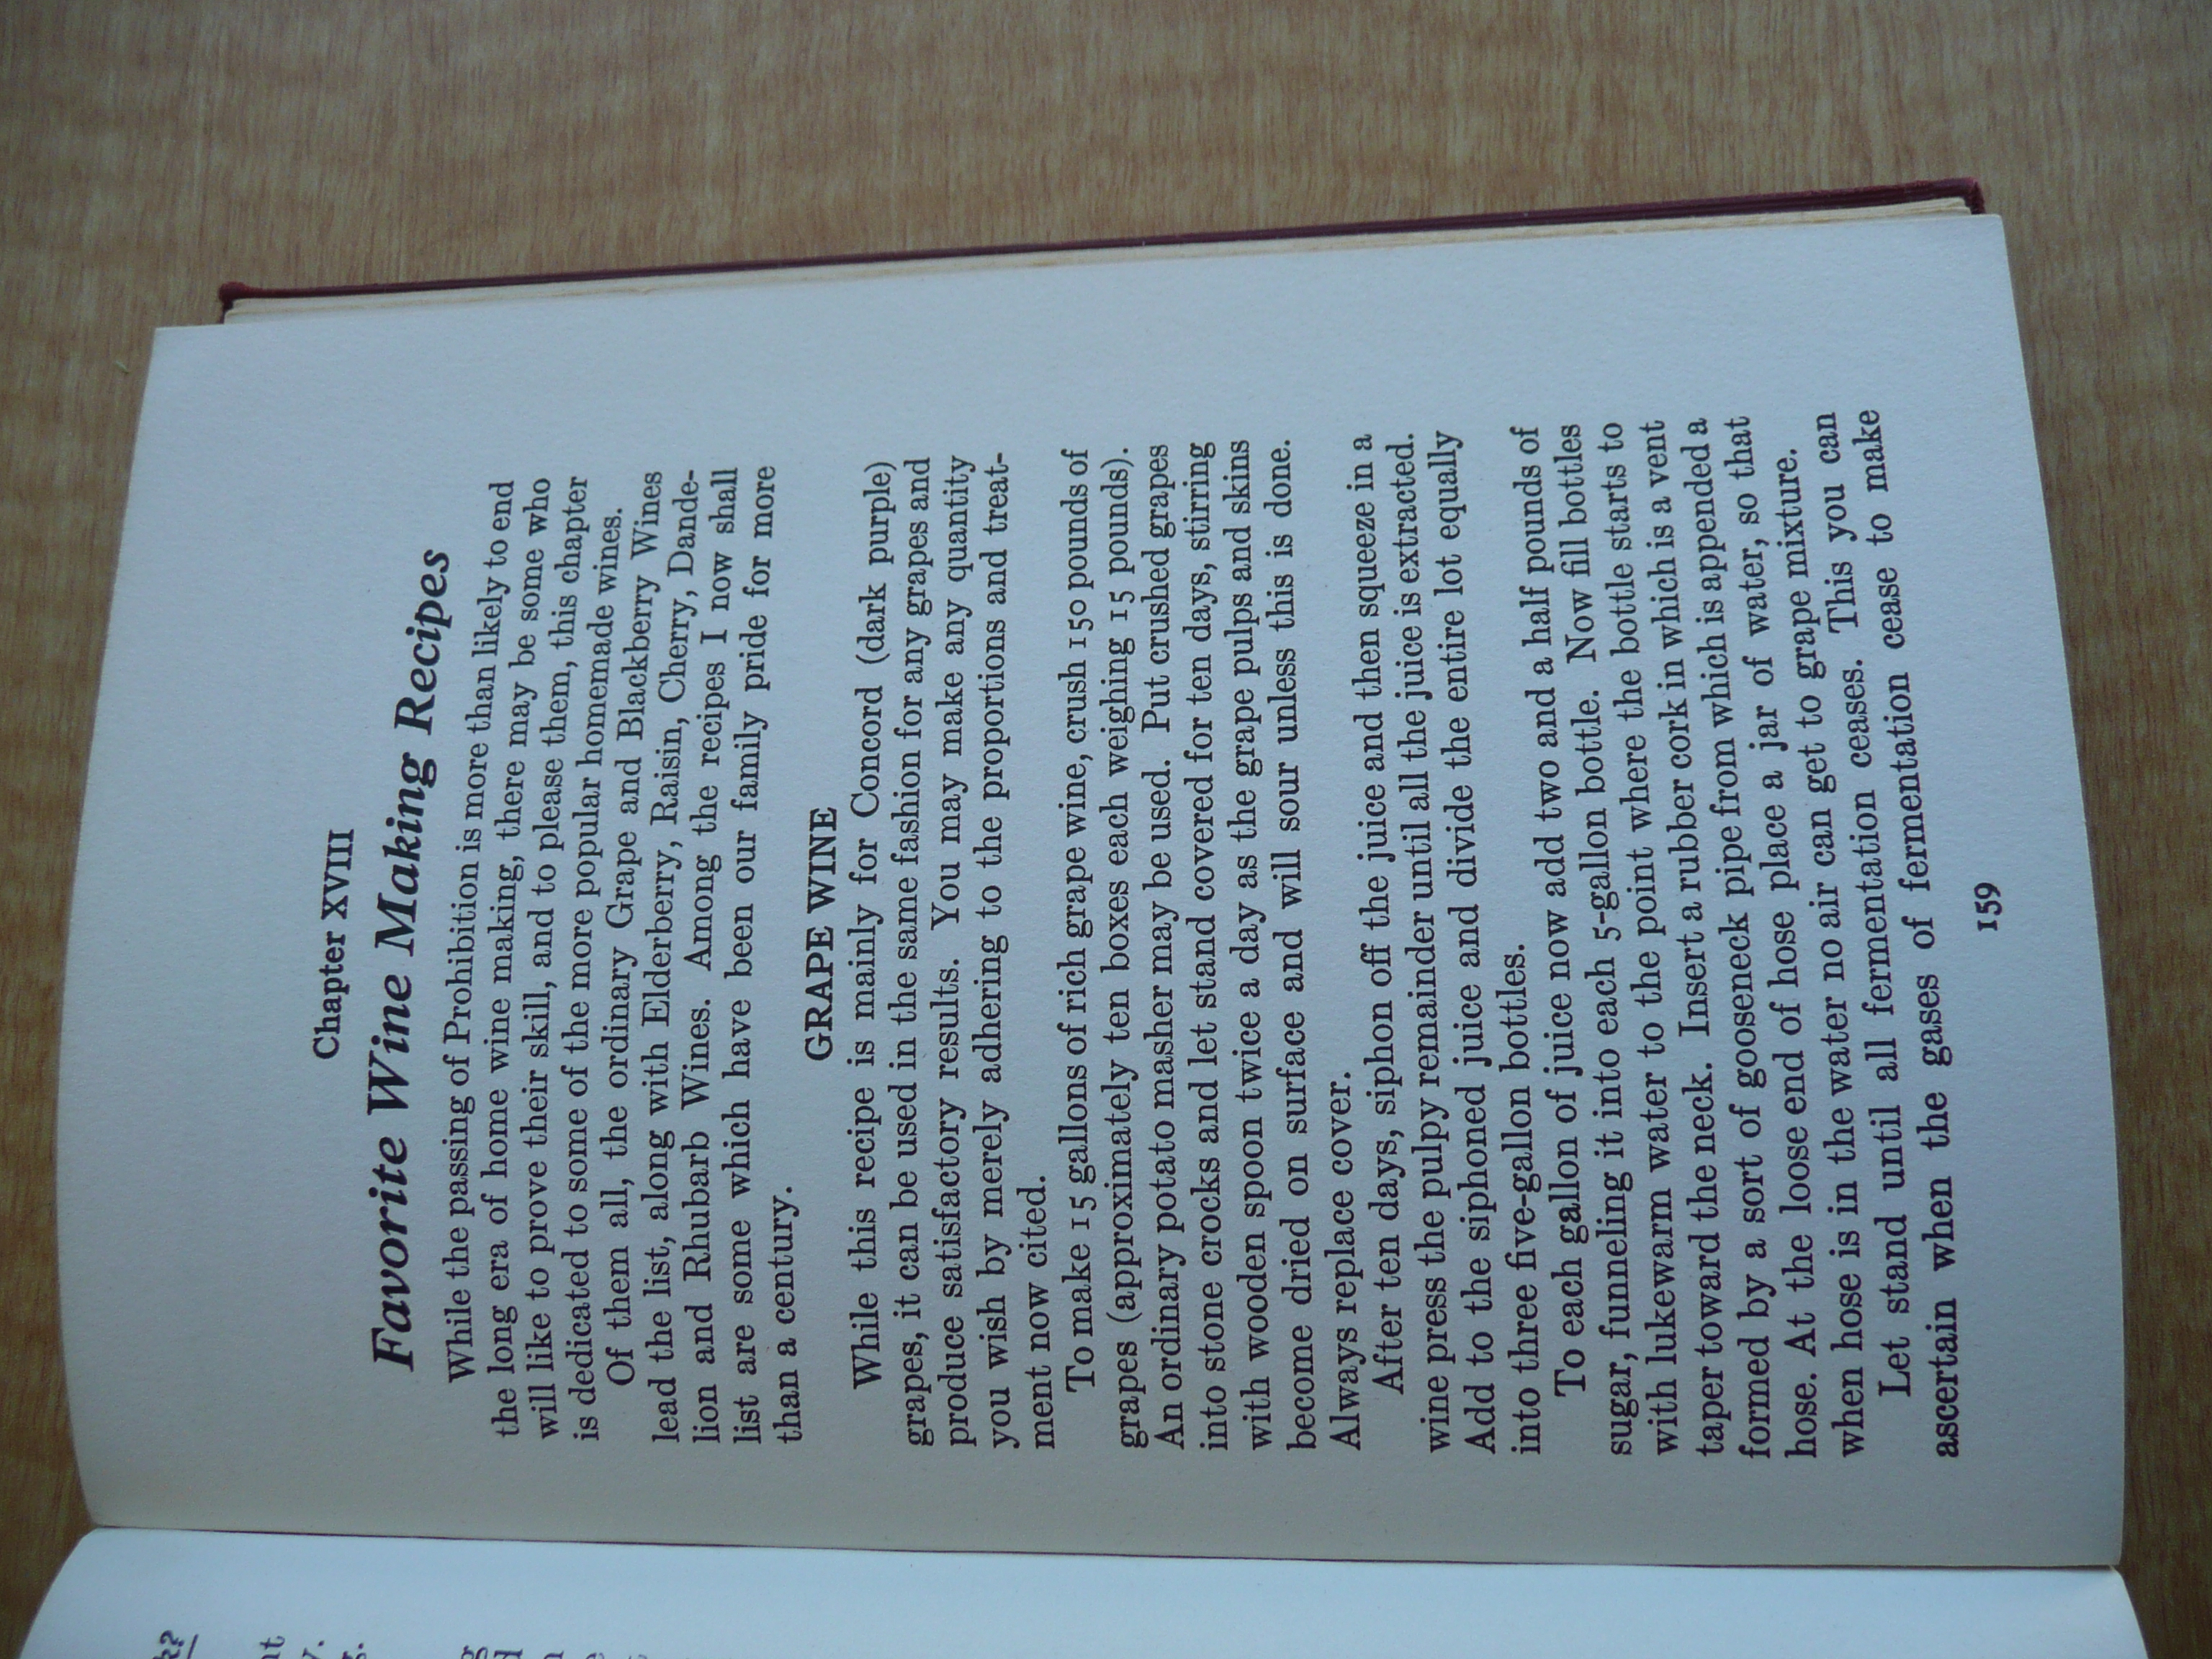 Chapter XVIII
Favorite Wine Making Recipes
While the passing of Prohibition is more than likely to end
the long era of home wine making, there may be some who
will like to prove their skill, and to please them, this chapter
is dedicated to some of the more popular homemade wines.
Of them all, the ordinary Grape and Blackberry Wines
lead the list, along with Elderberry, Raisin, Cherry, Dande-
lion and Rhubarb Wines. Among the recipes I now shall
list are some which have been our family pride for more
than a century.
GRAPE WINE
While this recipe is mainly for Concord (dark purple)
grapes, it can be used in the same fashion for any grapes and
produce satisfactory results. You may make any quantity
you wish by merely adhering to the proportions and treat-
ment now cited.
To make 15 gallons of rich grape wine, crush 150 pounds of
grapes (approximately ten boxes each weighing 15 pounds).
An ordinary potato masher may be used. Put crushed grapes
into stone crocks and let stand covered for ten days, stirring
with wooden spoon twice a day as the grape pulps and skins
become dried on surface and will sour unless this is done.
Always replace cover.
After ten days, siphon off the juice and then squeeze in a
wine press the pulpy remainder until all the juice is extracted.
Add to the siphoned juice and divide the entire lot equally
into three five-gallon bottles.
To each gallon of juice now add two and a half pounds of
sugar, funneling it into each 5-gallon bottle. Now fill bottles
with lukewarm water to the point where the bottle starts to
taper toward the neck. Insert a rubber cork in which is a vent
formed by a sort of gooseneck pipe from which is appended a
hose. At the loose end of hose place a jar of water, so that
when hose is in the water no air can get to grape mixture.
Let stand until all fermentation ceases. This you can
ascertain when the gases of fermentation cease to make
159